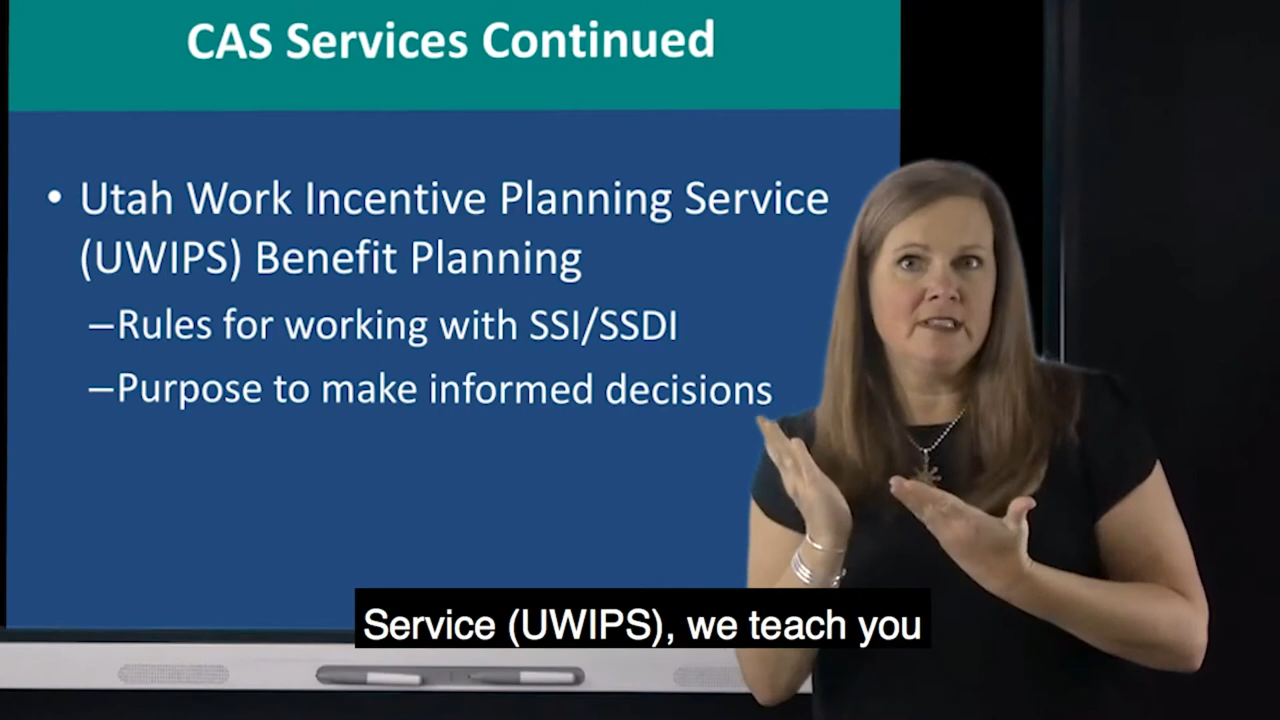 CAS Services Continued
• Utah Work Incentive Planning Service
(UWIPS) Benefit Planning
–Rules for working with SSI/SSDI
–Purpose to make informed decisions
Service (UWIPS), we teach you